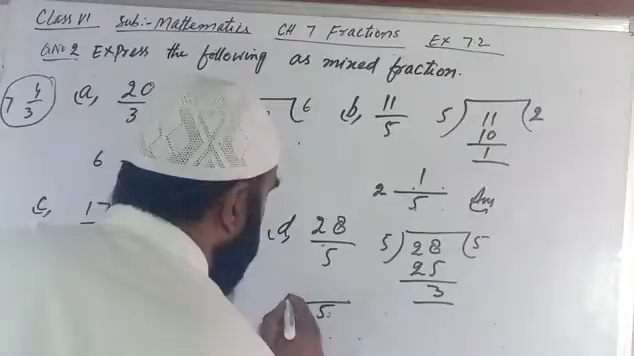 Class VI Sub:- Mathematics CH 7 Fractions Ex 7.2
Q.No 2 Express the following as mixed fraction.
7 4/3 a, 20/3 6 b, 11/5 5) 11 (2
10
1
6 2 1/5 Ans
c, 17 d, 28/5 5) 28 (5
25
3
5